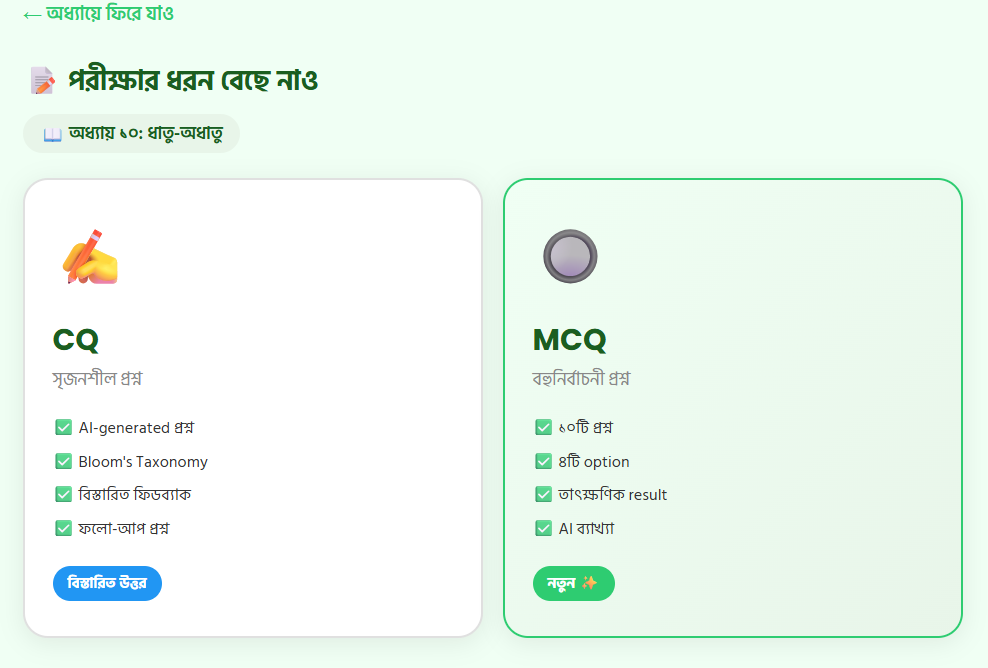 ← অধ্যায়ে ফিরে যাও
📝 পরীক্ষার ধরন বেছে নাও
📖 অধ্যায় ১০: ধাতু-অধাতু
CQ
সৃজনশীল প্রশ্ন
✅ AI-generated প্রশ্ন
✅ Bloom's Taxonomy
✅ বিস্তারিত ফিডব্যাক
✅ ফলো-আপ প্রশ্ন
বিস্তারিত উত্তর
MCQ
বহুনির্বাচনী প্রশ্ন
✅ ১০টি প্রশ্ন
✅ ৪টি option
✅ তাৎক্ষণিক result
✅ AI ব্যাখ্যা
নতুন ✨